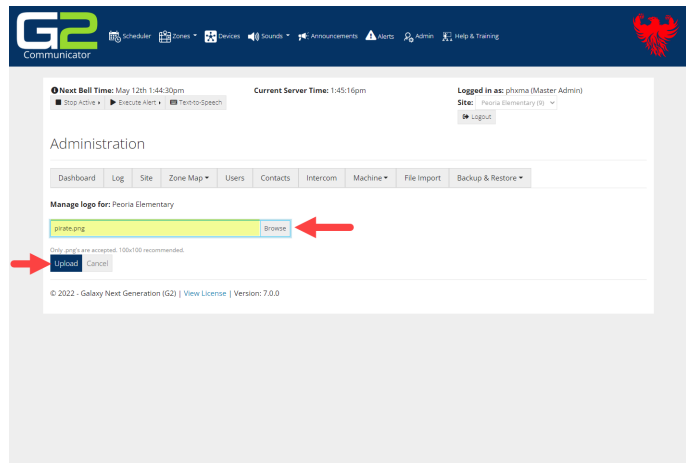 G2
Communicator
Scheduler Zones Devices Sounds Announcements Alerts Admin Help & Training
Next Bell Time: May 12th 1:44:30pm Current Server Time: 1:45:16pm Logged in as: phxma (Master Admin)
Stop Active Execute Alert Text-to-Speech Site: Peoria Elementary (9)
Logout
Administration
Dashboard Log Site Zone Map Users Contacts Intercom Machine File Import Backup & Restore
Manage logo for: Peoria Elementary
pirate.png Browse
Only .png's are accepted. 100x100 recommended.
Upload Cancel
© 2022 - Galaxy Next Generation (G2) | View License | Version: 7.0.0